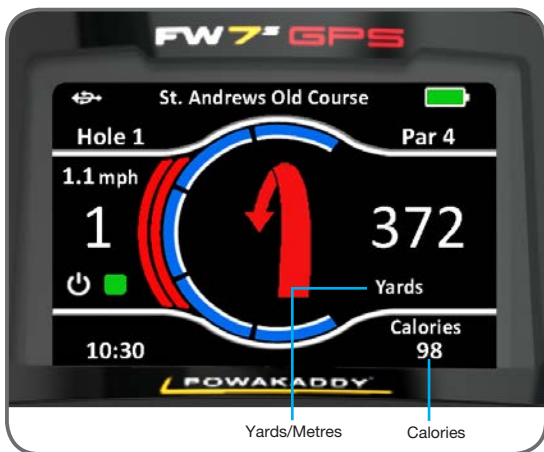 FW7s GPS
St. Andrews Old Course
Hole 1 Par 4
1.1 mph
1 372
Yards
Calories
10:30 98
POWAKADDY
Yards/Metres Calories